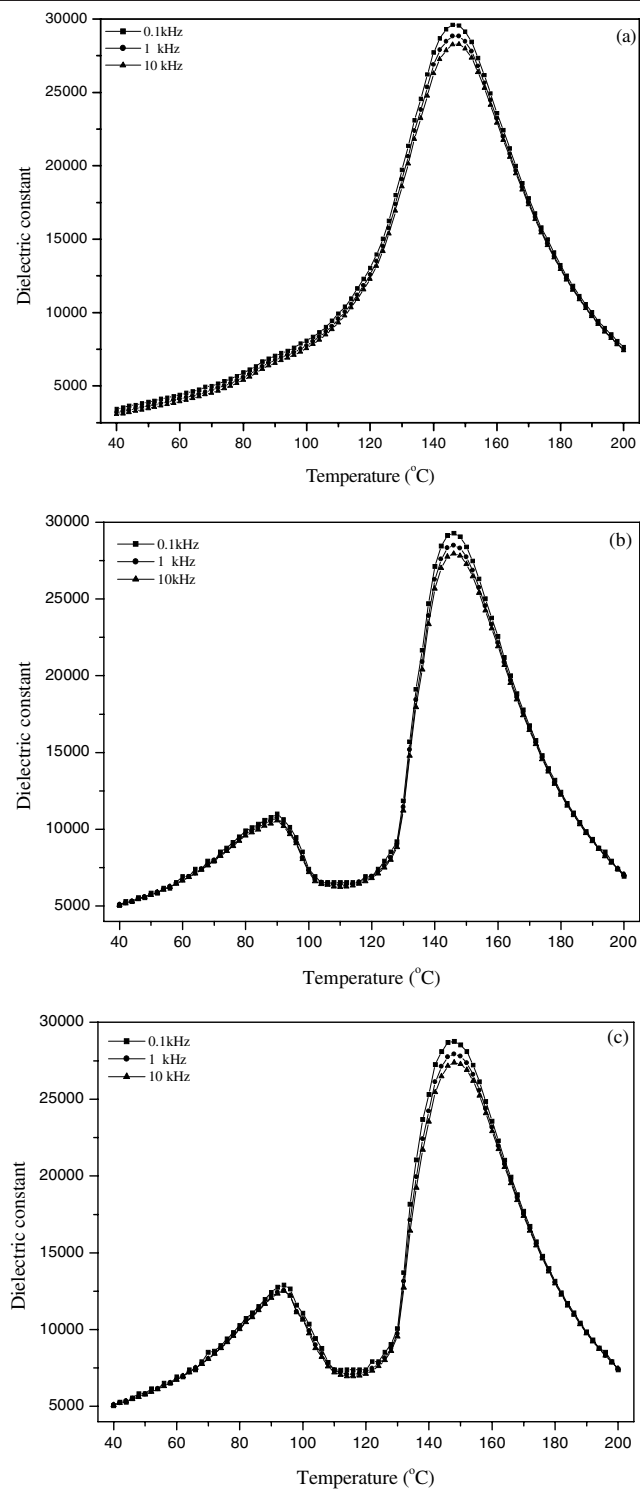 30000
(a)
0.1kHz
1 kHz
10 kHz
25000
20000
15000
10000
5000
Dielectric constant
40 60 80 100 120 140 160 180 200
Temperature (°C)
30000
(b)
0.1kHz
1 kHz
10kHz
25000
20000
15000
10000
5000
Dielectric constant
40 60 80 100 120 140 160 180 200
Temperature (°C)
30000
(c)
0.1kHz
1 kHz
10 kHz
25000
20000
15000
10000
5000
Dielectric constant
40 60 80 100 120 140 160 180 200
Temperature (°C)